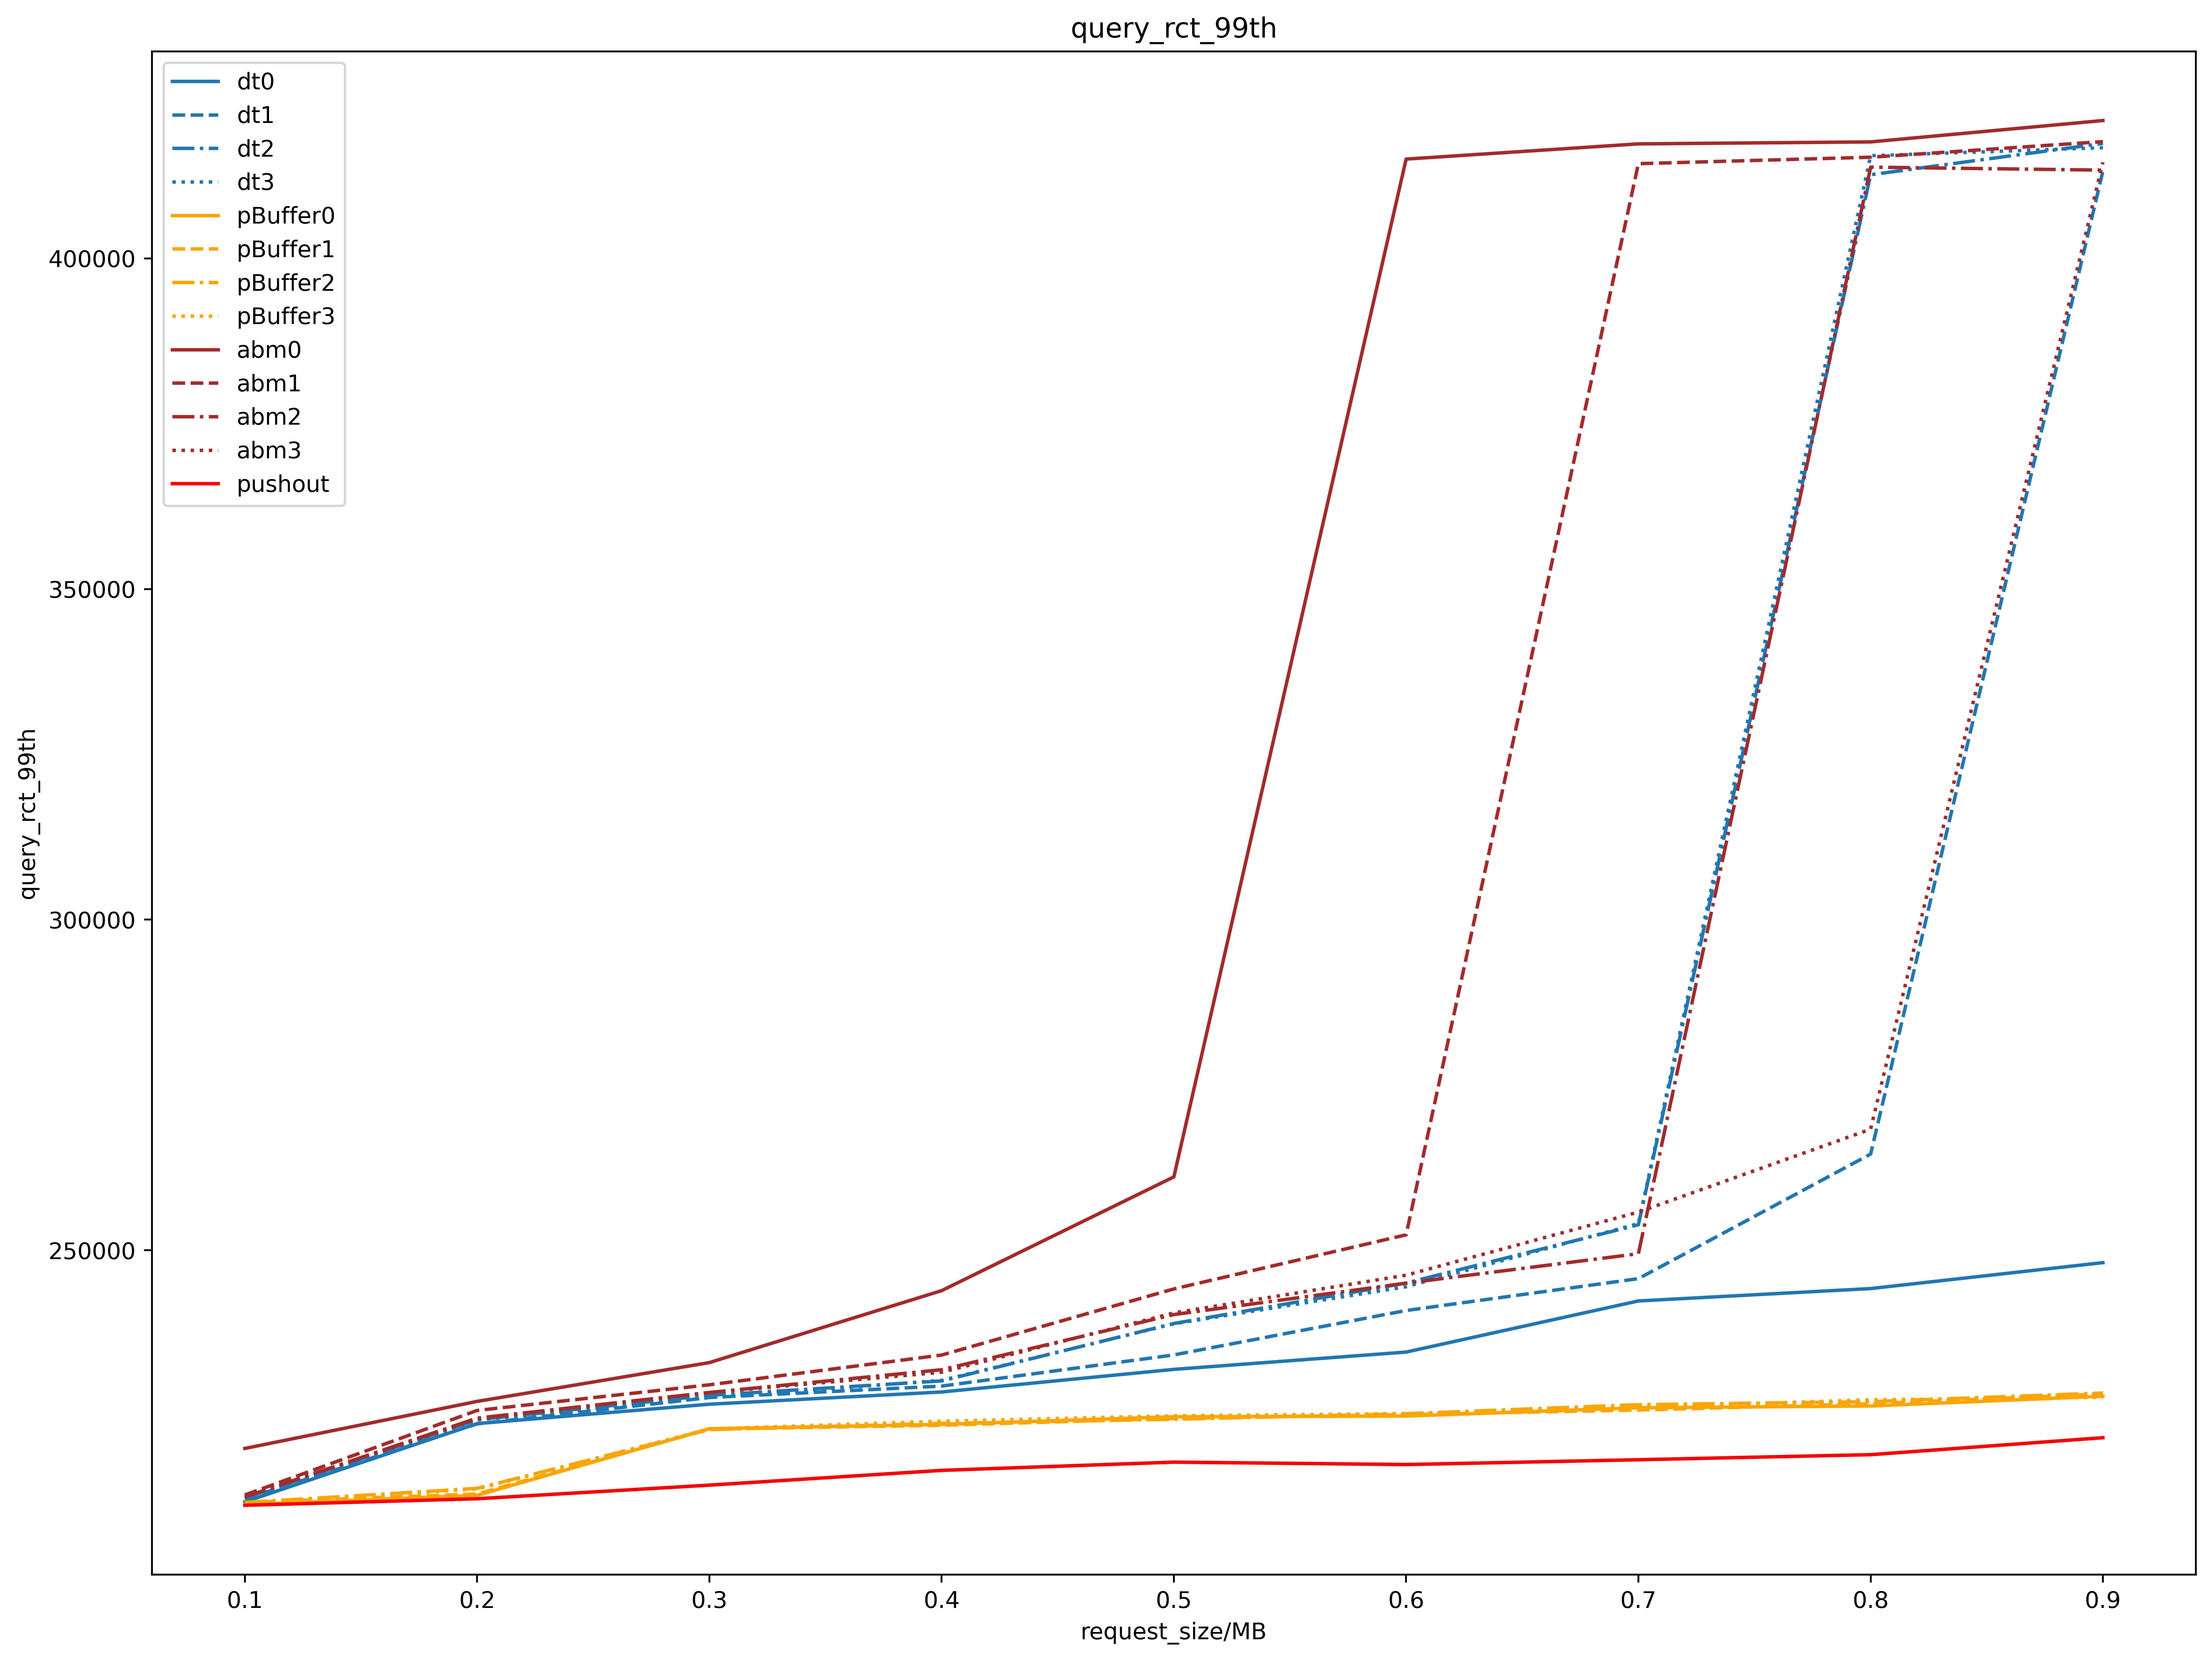 query_rct_99th
dt0
dt1
dt2
dt3
pBuffer0
pBuffer1
pBuffer2
pBuffer3
abm0
abm1
abm2
abm3
pushout
query_rct_99th
400000
350000
300000
250000
0.1 0.2 0.3 0.4 0.5 0.6 0.7 0.8 0.9
request_size/MB